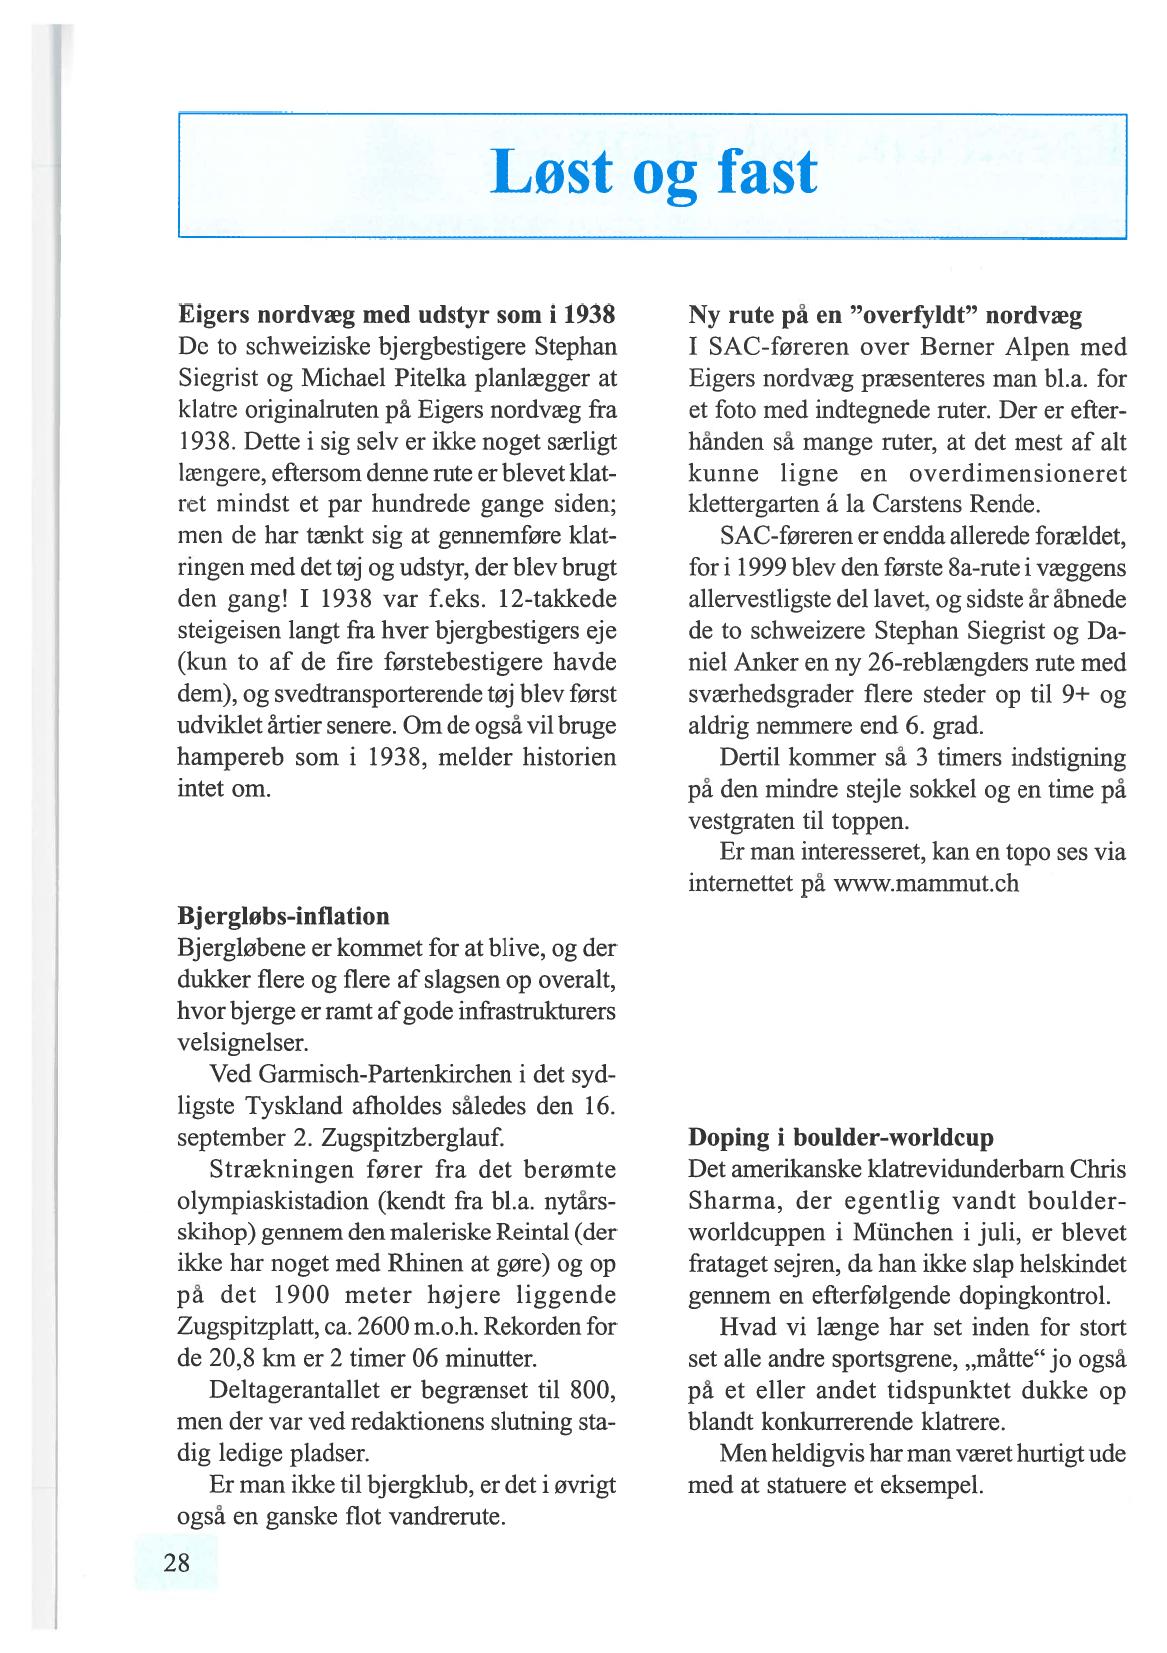 Løst og fast
Eigers nordvæg med udstyr som i 1938
De to schweiziske bjergbestigere Stephan
Siegrist og Michael Pitelka planlægger at
klatre originalruten på Eigers nordvæg fra
1938. Dette i sig selv er ikke noget særligt
længere, eftersom denne rute er blevet klat-
ret mindst et par hundrede gange siden;
men de har tænkt sig at gennemføre klat-
ringen med det tøj og udstyr, der blev brugt
den gang! I 1938 var f.eks. 12-takkede
steigeisen langt fra hver bjergbestigers eje
(kun to af de fire førstebestigere havde
dem), og svedtransporterende tøj blev først
udviklet årtier senere. Om de også vil bruge
hampereb som i 1938, melder historien
intet om.
Bjergløbs-inflation
Bjergløbene er kommet for at blive, og der
dukker flere og flere af slagsen op overalt,
hvor bjerge er ramt af gode infrastrukturers
velsignelser.
Ved Garmisch-Partenkirchen i det syd-
ligste Tyskland afholdes således den 16.
september 2. Zugspitzberglauf.
Strækningen fører fra det berømte
olympiaskistadion (kendt fra bl.a. nytårs-
skihop) gennem den maleriske Reintal (der
ikke har noget med Rhinen at gøre) og op
på det 1900 meter højere liggende
Zugspitzplatt, ca. 2600 m.o.h. Rekorden for
de 20,8 km er 2 timer 06 minutter.
Deltagerantallet er begrænset til 800,
men der var ved redaktionens slutning sta-
dig ledige pladser.
Er man ikke til bjergklub, er det i øvrigt
også en ganske flot vandrerute.
Ny rute på en ”overfyldt” nordvæg
I SAC-føreren over Berner Alpen med
Eigers nordvæg præsenteres man bl.a. for
et foto med indtegnede ruter. Der er efter-
hånden så mange ruter, at det mest af alt
kunne ligne en overdimensioneret
klettergarten á la Carstens Rende.
SAC-føreren er endda allerede forældet,
for i 1999 blev den første 8a-rute i væggens
allervestligste del lavet, og sidste år åbnede
de to schweizere Stephan Siegrist og Da-
niel Anker en ny 26-reblængders rute med
sværhedsgrader flere steder op til 9+ og
aldrig nemmere end 6. grad.
Dertil kommer så 3 timers indstigning
på den mindre stejle sokkel og en time på
vestgraten til toppen.
Er man interesseret, kan en topo ses via
internettet på www.mammut.ch
Doping i boulder-worldcup
Det amerikanske klatrevidunderbarn Chris
Sharma, der egentlig vandt boulder-
worldcuppen i München i juli, er blevet
frataget sejren, da han ikke slap helskindet
gennem en efterfølgende dopingkontrol.
Hvad vi længe har set inden for stort
set alle andre sportsgrene, „måtte“ jo også
på et eller andet tidspunktet dukke op
blandt konkurrerende klatrere.
Men heldigvis har man været hurtigt ude
med at statuere et eksempel.
28